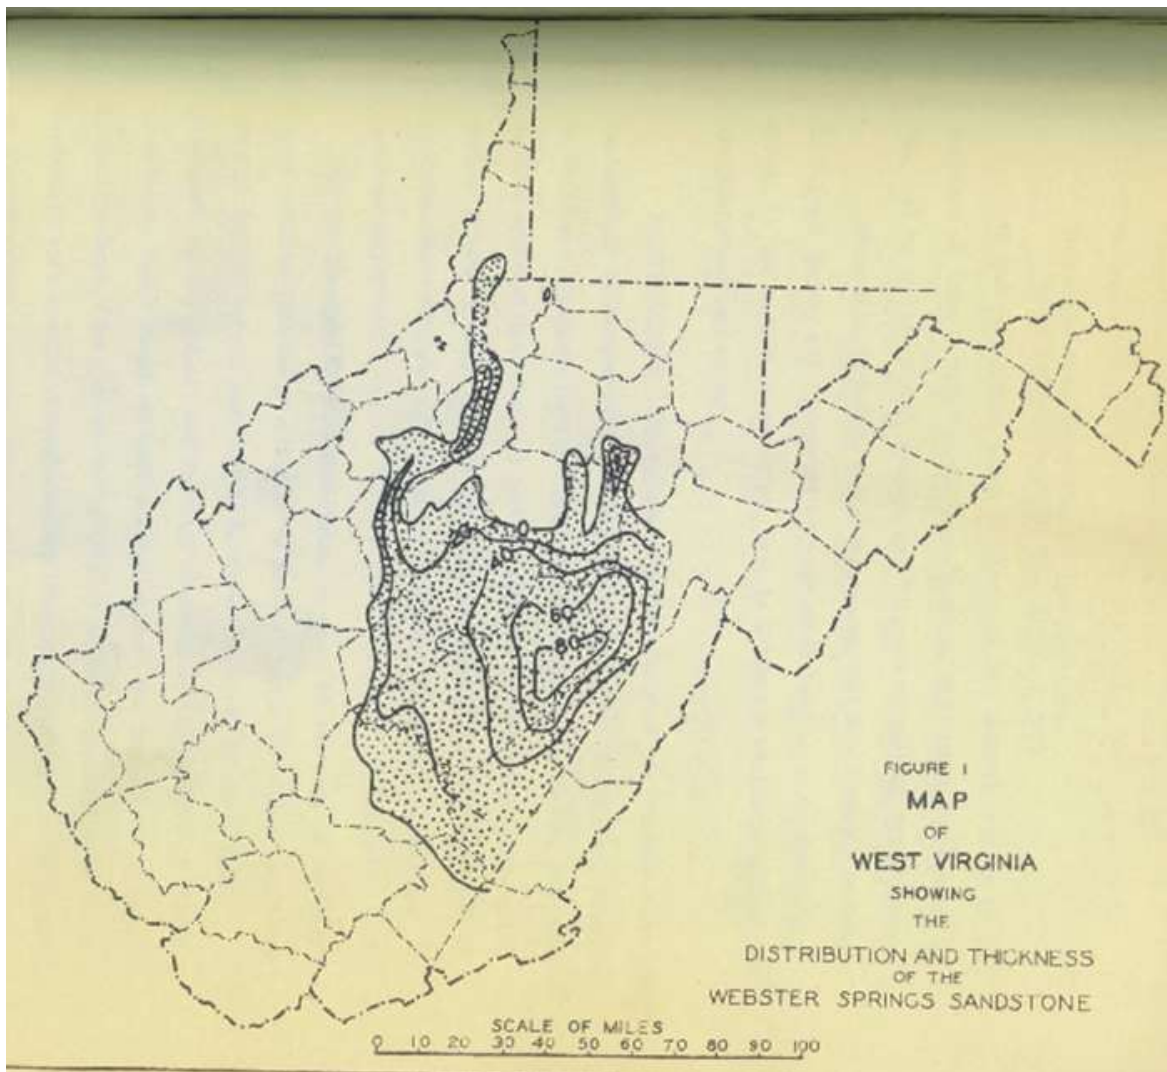 0
20
40
60
80
FIGURE 1
MAP
OF
WEST VIRGINIA
SHOWING
THE
DISTRIBUTION AND THICKNESS
OF THE
WEBSTER SPRINGS SANDSTONE
SCALE OF MILES
0 10 20 30 40 50 60 70 80 90 100